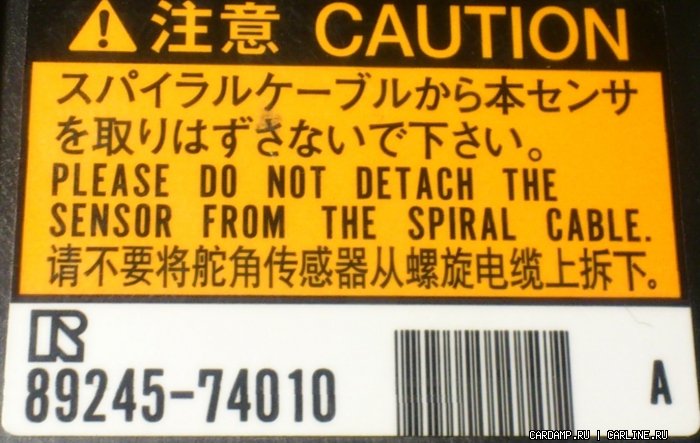 注意 CAUTION
スパイラルケーブルから本センサ
を取りはずさないで下さい。
PLEASE DO NOT DETACH THE
SENSOR FROM THE SPIRAL CABLE.
请不要将舵角传感器从螺旋电缆上拆下。
R
89245-74010
A
CARDAMP.RU | CARLINE.RU